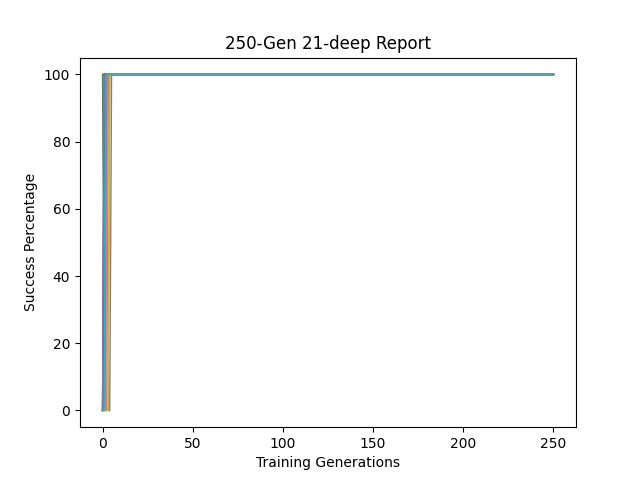 250-Gen 21-deep Report
100
80
60
40
20
0
Success Percentage
0 50 100 150 200 250
Training Generations